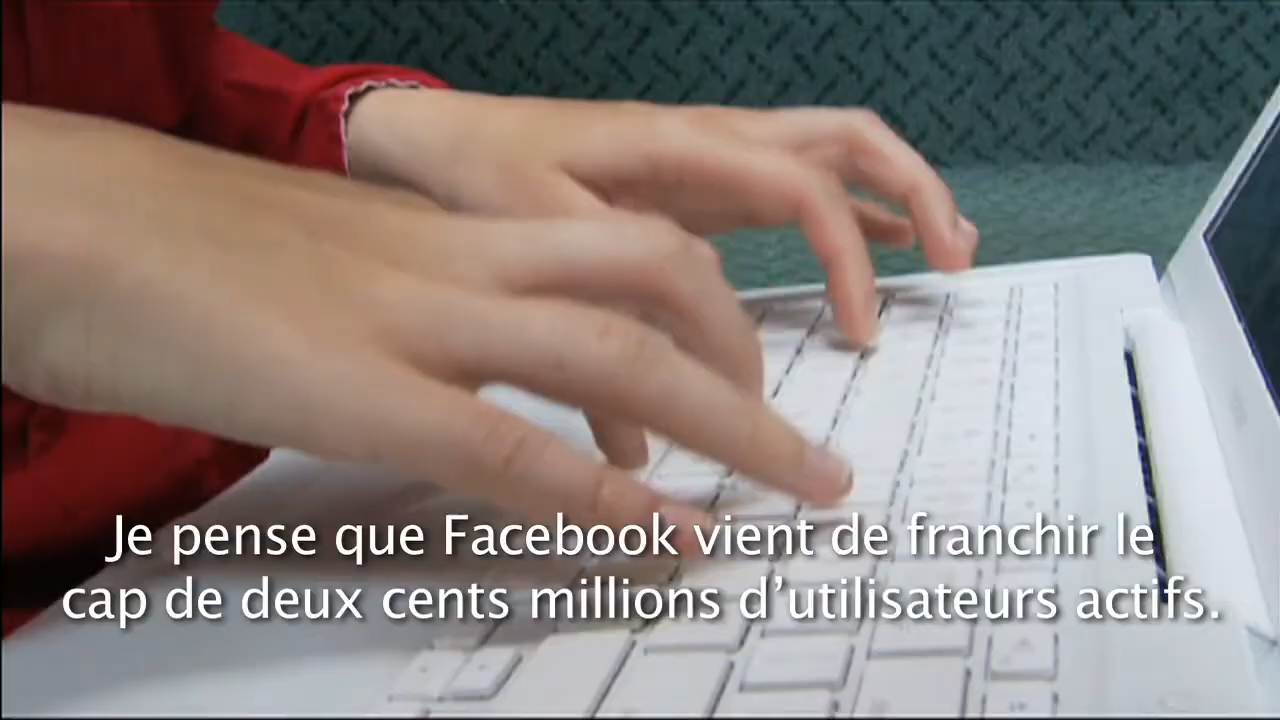 Je pense que Facebook vient de franchir le
cap de deux cents millions d’utilisateurs actifs.